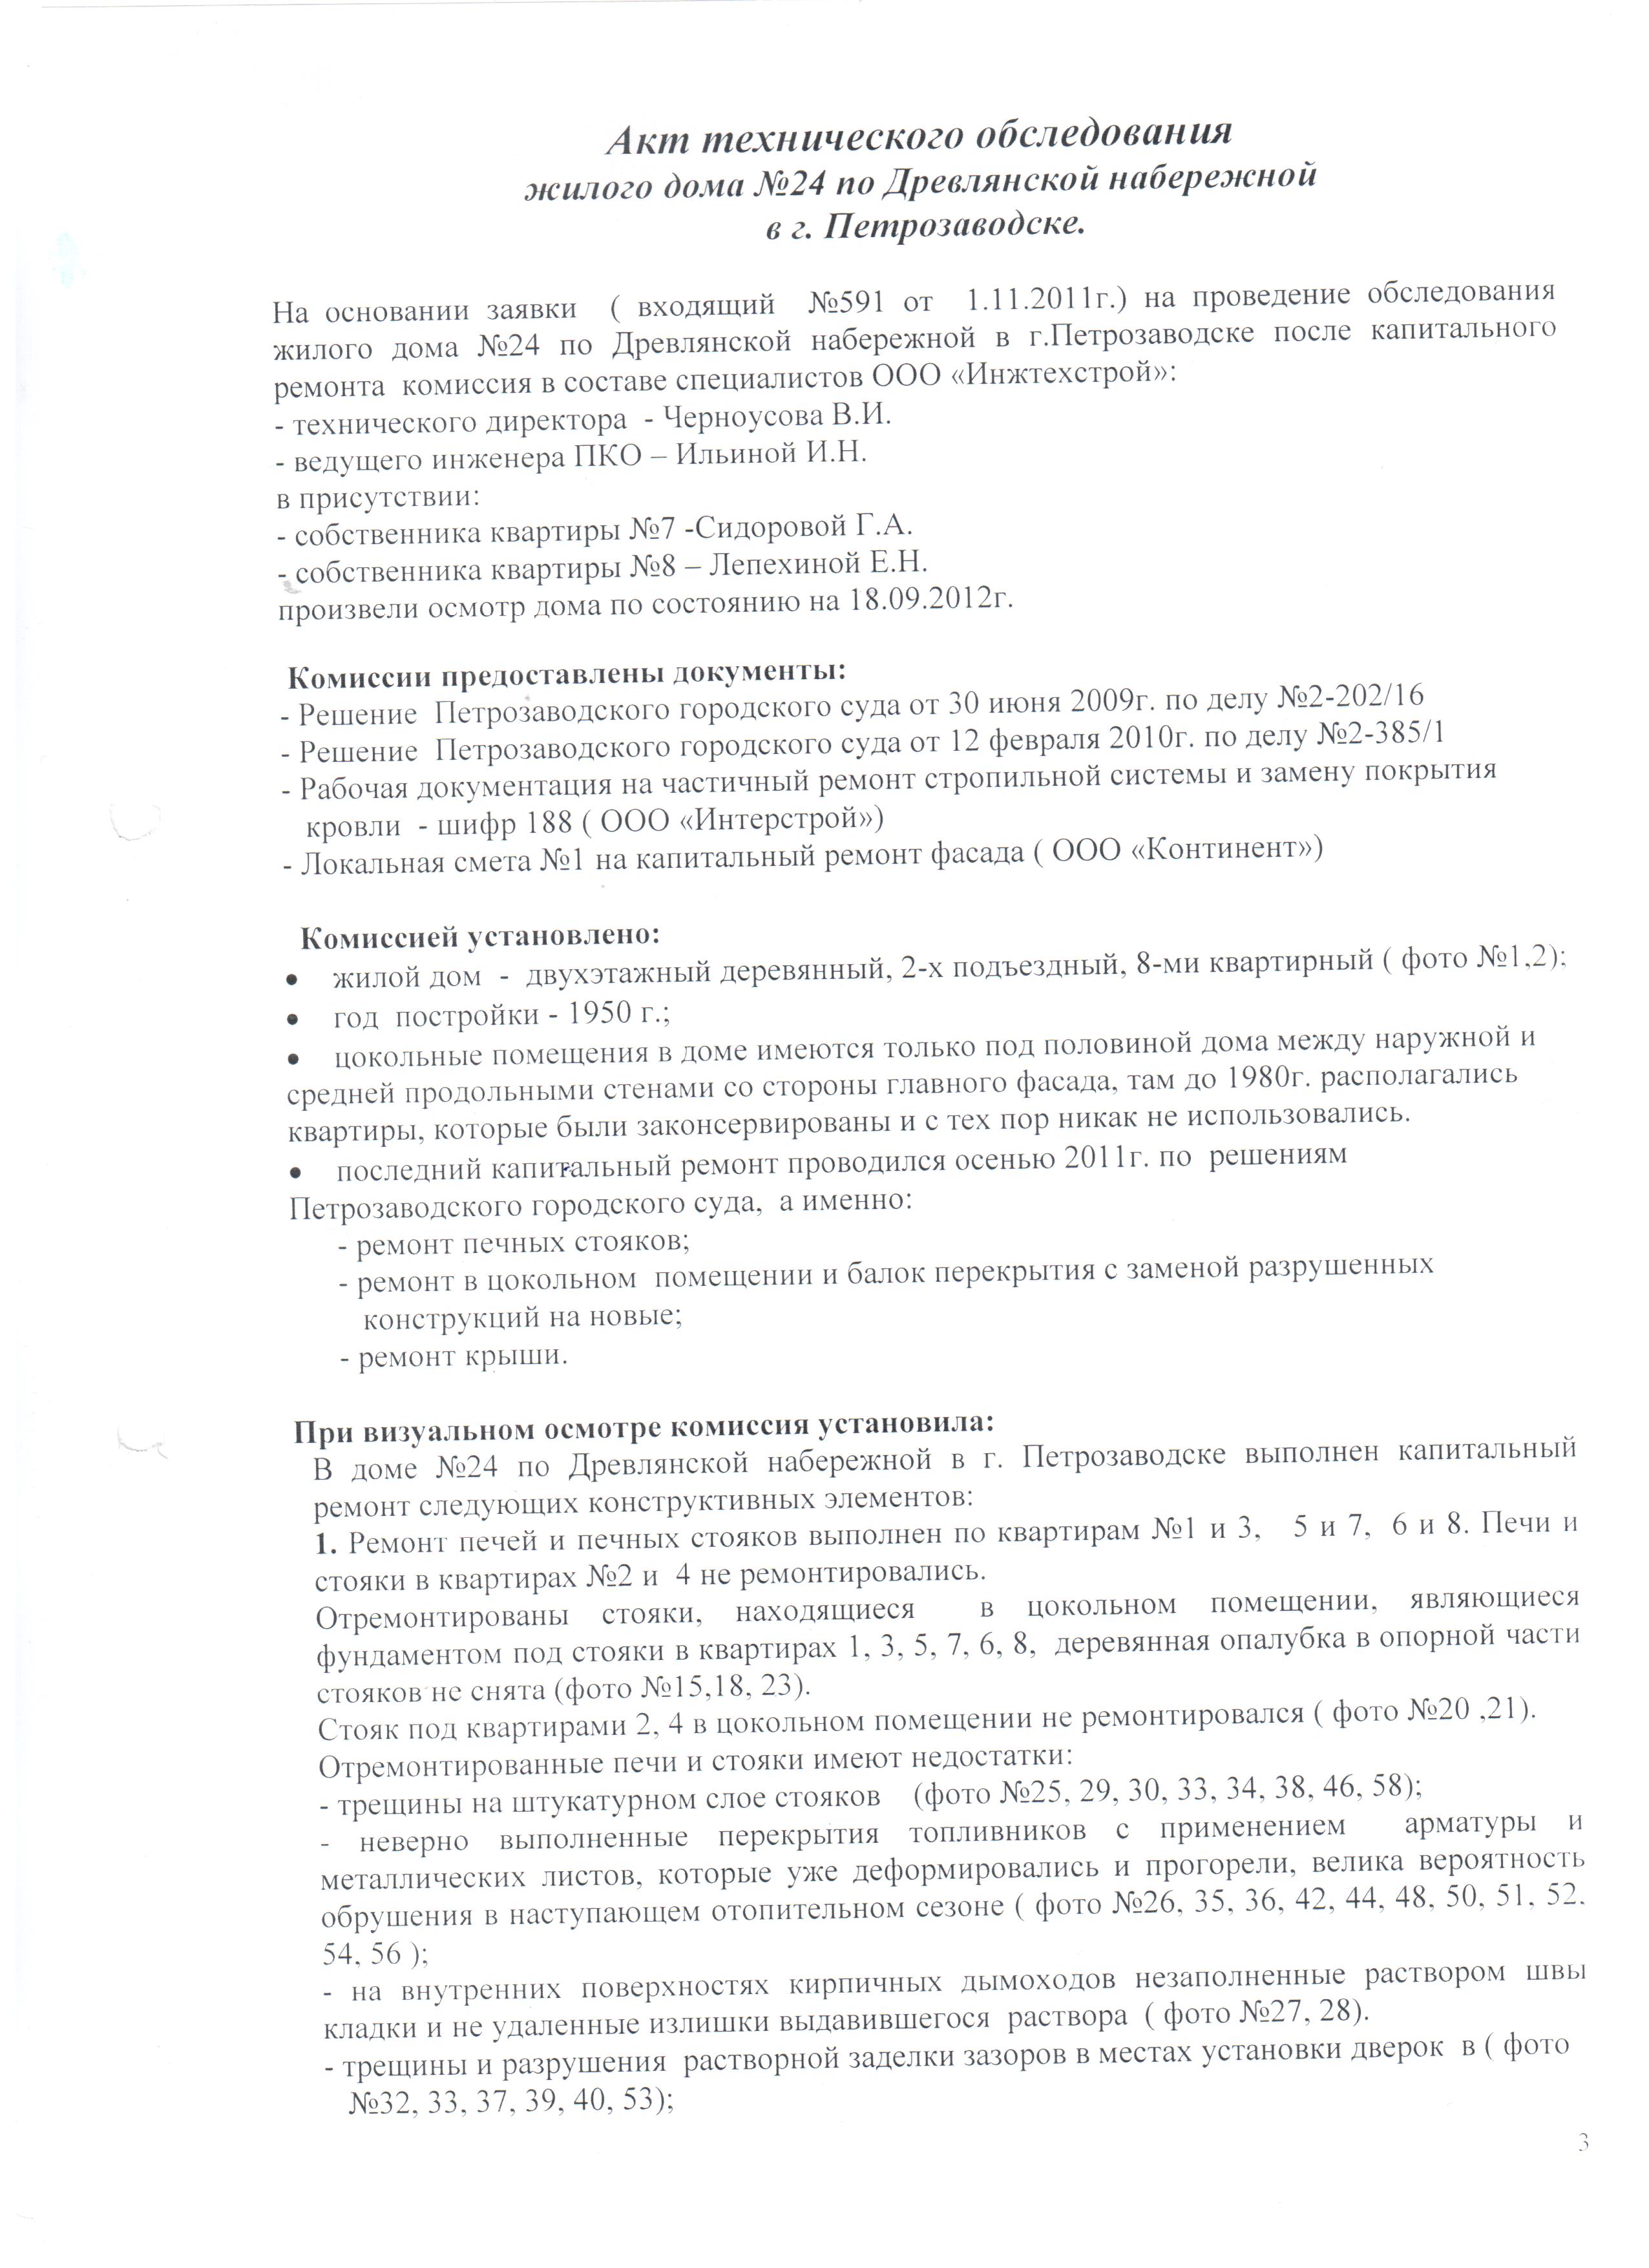 Акт технического обследования
жилого дома №24 по Древлянской набережной
в г. Петрозаводске.
На основании заявки ( входящий №591 от 1.11.2011г.) на проведение обследования
жилого дома №24 по Древлянской набережной в г.Петрозаводске после капитального
ремонта комиссия в составе специалистов ООО «Инжтехстрой»:
- технического директора - Черноусова В.И.
- ведущего инженера ПКО – Ильиной И.Н.
в присутствии:
- собственника квартиры №7 -Сидоровой Г.А.
- собственника квартиры №8 – Лепехиной Е.Н.
произвели осмотр дома по состоянию на 18.09.2012г.
Комиссии предоставлены документы:
- Решение Петрозаводского городского суда от 30 июня 2009г. по делу №2-202/16
- Решение Петрозаводского городского суда от 12 февраля 2010г. по делу №2-385/1
- Рабочая документация на частичный ремонт стропильной системы и замену покрытия
кровли - шифр 188 ( ООО «Интерстрой»)
- Локальная смета №1 на капитальный ремонт фасада ( ООО «Континент»)
Комиссией установлено:
• жилой дом - двухэтажный деревянный, 2-х подъездный, 8-ми квартирный ( фото №1,2);
• год постройки - 1950 г.;
• цокольные помещения в доме имеются только под половиной дома между наружной и
средней продольными стенами со стороны главного фасада, там до 1980г. располагались
квартиры, которые были законсервированы и с тех пор никак не использовались.
• последний капитальный ремонт проводился осенью 2011г. по решениям
Петрозаводского городского суда, а именно:
- ремонт печных стояков;
- ремонт в цокольном помещении и балок перекрытия с заменой разрушенных
конструкций на новые;
- ремонт крыши.
При визуальном осмотре комиссия установила:
В доме №24 по Древлянской набережной в г. Петрозаводске выполнен капитальный
ремонт следующих конструктивных элементов:
1. Ремонт печей и печных стояков выполнен по квартирам №1 и 3, 5 и 7, 6 и 8. Печи и
стояки в квартирах №2 и 4 не ремонтировались.
Отремонтированы стояки, находящиеся в цокольном помещении, являющиеся
фундаментом под стояки в квартирах 1, 3, 5, 7, 6, 8, деревянная опалубка в опорной части
стояков не снята (фото №15,18, 23).
Стояк под квартирами 2, 4 в цокольном помещении не ремонтировался ( фото №20 ,21).
Отремонтированные печи и стояки имеют недостатки:
- трещины на штукатурном слое стояков (фото №25, 29, 30, 33, 34, 38, 46, 58);
- неверно выполненные перекрытия топливников с применением арматуры и
металлических листов, которые уже деформировались и прогорели, велика вероятность
обрушения в наступающем отопительном сезоне ( фото №26, 35, 36, 42, 44, 48, 50, 51, 52,
54, 56 );
- на внутренних поверхностях кирпичных дымоходов незаполненные раствором швы
кладки и не удаленные излишки выдавившегося раствора ( фото №27, 28).
- трещины и разрушения растворной заделки зазоров в местах установки дверок в ( фото
№32, 33, 37, 39, 40, 53);
3